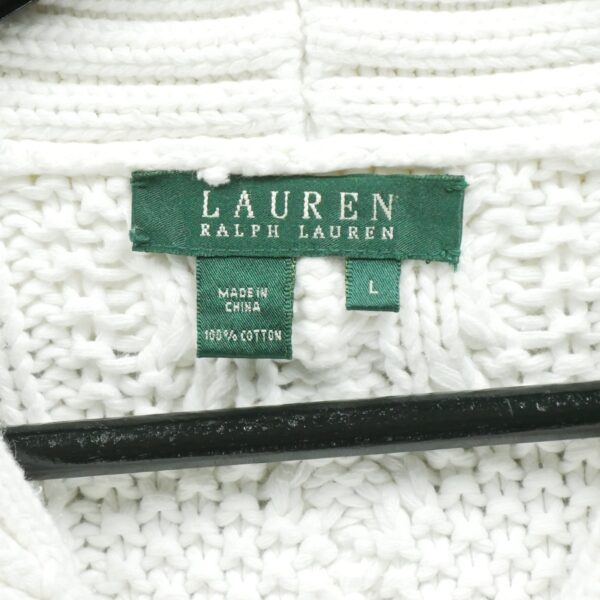 LAUREN
RALPH LAUREN
MADE IN
CHINA
100% COTTON
L